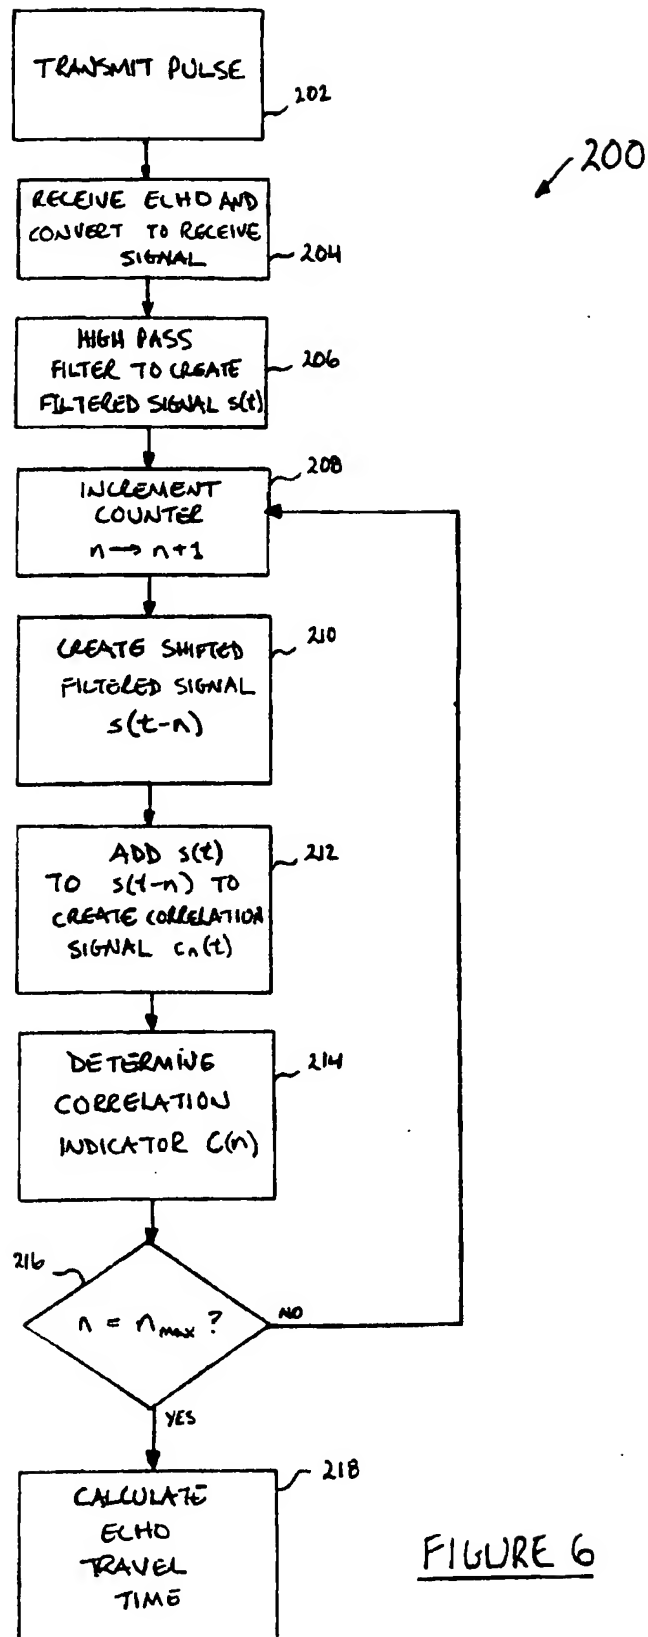 TRANSMIT PULSE
202
200
RECEIVE ECHO AND
CONVERT TO RECEIVE
SIGNAL
204
HIGH PASS
FILTER TO CREATE
FILTERED SIGNAL s(t)
206
208
INCREMENT
COUNTER
n → n+1
CREATE SHIFTED
FILTERED SIGNAL
s(t-n)
210
ADD s(t)
TO s(t-n) TO
CREATE CORRELATION
SIGNAL cn(t)
212
DETERMINE
CORRELATION
INDICATOR C(n)
214
216
n = nMAX ?
NO
YES
CALCULATE
ECHO
TRAVEL
TIME
218
FIGURE 6